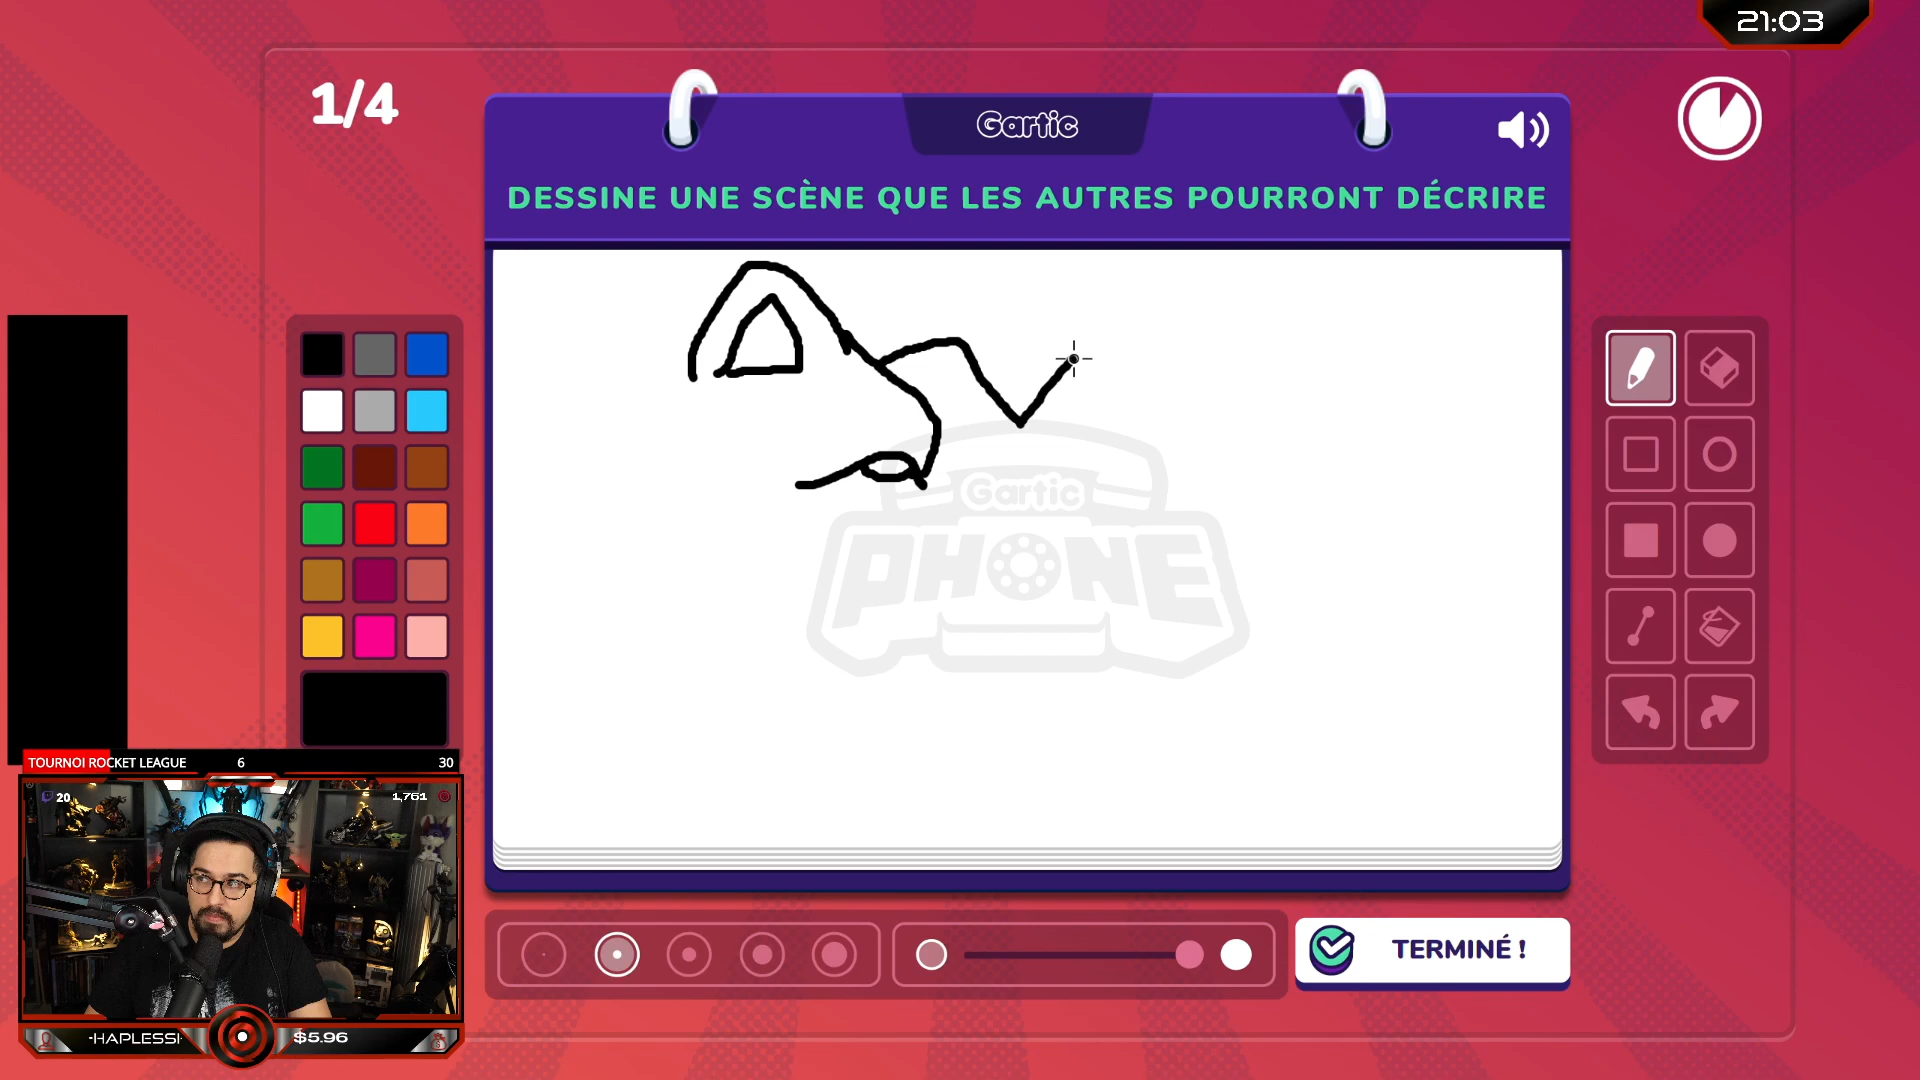 21:03
1/4
Gartic
DESSINE UNE SCÈNE QUE LES AUTRES POURRONT DÉCRIRE
Gartic
PHONE
TOURNOI ROCKET LEAGUE 6 30
20 1,761
-HAPLESSI- $5.96
TERMINÉ !